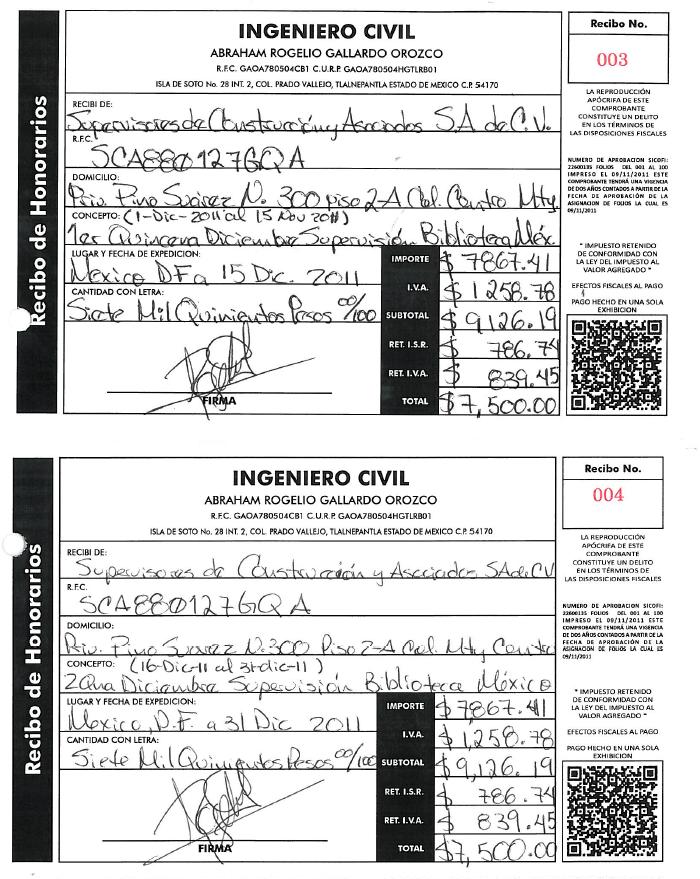 INGENIERO CIVIL
ABRAHAM ROGELIO GALLARDO OROZCO
R.F.C. GAOA780504CB1 C.U.R.P. GAOA780504HGTLRB01
ISLA DE SOTO No. 28 INT. 2, COL. PRADO VALLEJO, TLALNEPANTLA ESTADO DE MEXICO C.P. 54170
Recibo No.
003
Recibo de Honorarios
RECIBI DE:
Supervisores de Construcción y Asociados S.A de C.V.
R.F.C.
SCA880127GQA
DOMICILIO:
Priv. Pino Suárez N. 300 piso 2-A Col. Centro Mty.
CONCEPTO: (1-Dic-2011 al 15 Nov 2011)
1er Quincena Diciembre Supervisión Biblioteca Méx.
LUGAR Y FECHA DE EXPEDICION:
Mexico DF a 15 Dic. 2011
CANTIDAD CON LETRA:
Siete Mil Quinientos Pesos 00/100
FIRMA
IMPORTE $ 7867.41
I.V.A. $ 1258.78
SUBTOTAL $ 9,126.19
RET. I.S.R. $ 786.74
RET. I.V.A. $ 839.45
TOTAL $ 7,500.00
LA REPRODUCCIÓN
APÓCRIFA DE ESTE
COMPROBANTE
CONSTITUYE UN DELITO
EN LOS TÉRMINOS DE
LAS DISPOSICIONES FISCALES
NUMERO DE APROBACION SICOFI:
22600135 FOLIOS DEL 001 AL 100
IMPRESO EL 09/11/2011 ESTE
COMPROBANTE TENDRÁ UNA VIGENCIA
DE DOS AÑOS CONTADOS A PARTIR DE LA
FECHA DE APROBACIÓN DE LA
ASIGNACION DE FOLIOS LA CUAL ES
09/11/2011
" IMPUESTO RETENIDO
DE CONFORMIDAD CON
LA LEY DEL IMPUESTO AL
VALOR AGREGADO "
EFECTOS FISCALES AL PAGO
PAGO HECHO EN UNA SOLA
EXHIBICION
INGENIERO CIVIL
ABRAHAM ROGELIO GALLARDO OROZCO
R.F.C. GAOA780504CB1 C.U.R.P. GAOA780504HGTLRB01
ISLA DE SOTO No. 28 INT. 2, COL. PRADO VALLEJO, TLALNEPANTLA ESTADO DE MEXICO C.P. 54170
Recibo No.
004
Recibo de Honorarios
RECIBI DE:
Supervisores de Construcción y Asociados SA de CV
R.F.C.
SCA880127GQA
DOMICILIO:
Priv. Pino Suarez N.300 Piso 2-A Col. Mty Centro
CONCEPTO: (16-Dic-11 al 31-dic-11)
2Qna Diciembre Supervisión Biblioteca México
LUGAR Y FECHA DE EXPEDICION:
Mexico, D.F. a 31 Dic 2011
CANTIDAD CON LETRA:
Siete Mil Quinientos Pesos 00/100
FIRMA
IMPORTE $ 7867.41
I.V.A. $ 1,258.78
SUBTOTAL $ 9,126.19
RET. I.S.R. $ 786.74
RET. I.V.A. $ 839.45
TOTAL $7,500.00
LA REPRODUCCIÓN
APÓCRIFA DE ESTE
COMPROBANTE
CONSTITUYE UN DELITO
EN LOS TÉRMINOS DE
LAS DISPOSICIONES FISCALES
NUMERO DE APROBACION SICOFI:
22600135 FOLIOS DEL 001 AL 100
IMPRESO EL 09/11/2011 ESTE
COMPROBANTE TENDRÁ UNA VIGENCIA
DE DOS AÑOS CONTADOS A PARTIR DE LA
FECHA DE APROBACIÓN DE LA
ASIGNACION DE FOLIOS LA CUAL ES
09/11/2011
" IMPUESTO RETENIDO
DE CONFORMIDAD CON
LA LEY DEL IMPUESTO AL
VALOR AGREGADO "
EFECTOS FISCALES AL PAGO
PAGO HECHO EN UNA SOLA
EXHIBICION